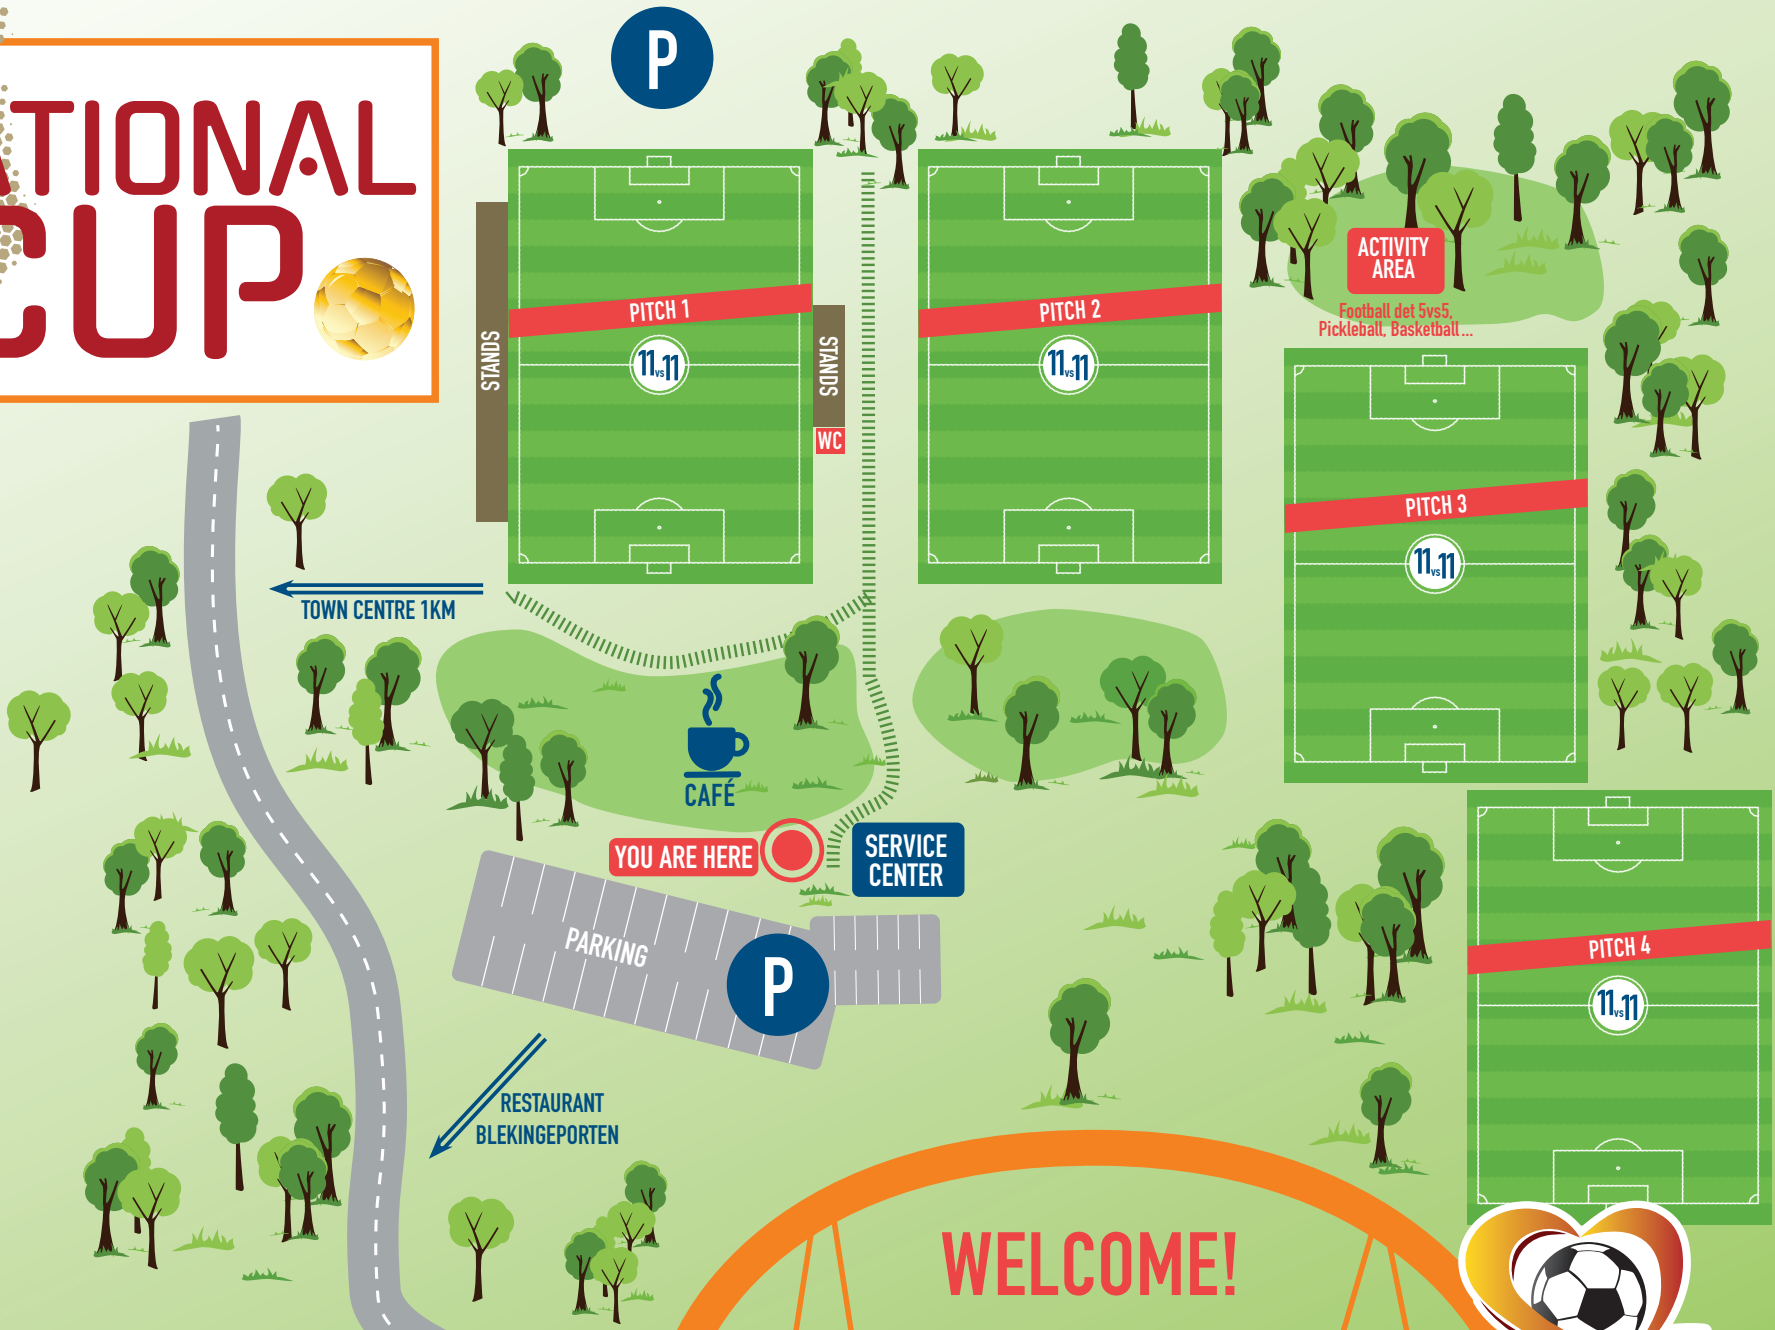 P
TIONAL
CUP
ACTIVITY
AREA
Football det 5vs5,
Pickleball, Basketball ...
PITCH 1
PITCH 2
STANDS
STANDS
11vs11
11vs11
WC
PITCH 3
11vs11
TOWN CENTRE 1KM
CAFÉ
YOU ARE HERE
SERVICE
CENTER
PARKING
P
PITCH 4
11vs11
RESTAURANT
BLEKINGEPORTEN
WELCOME!